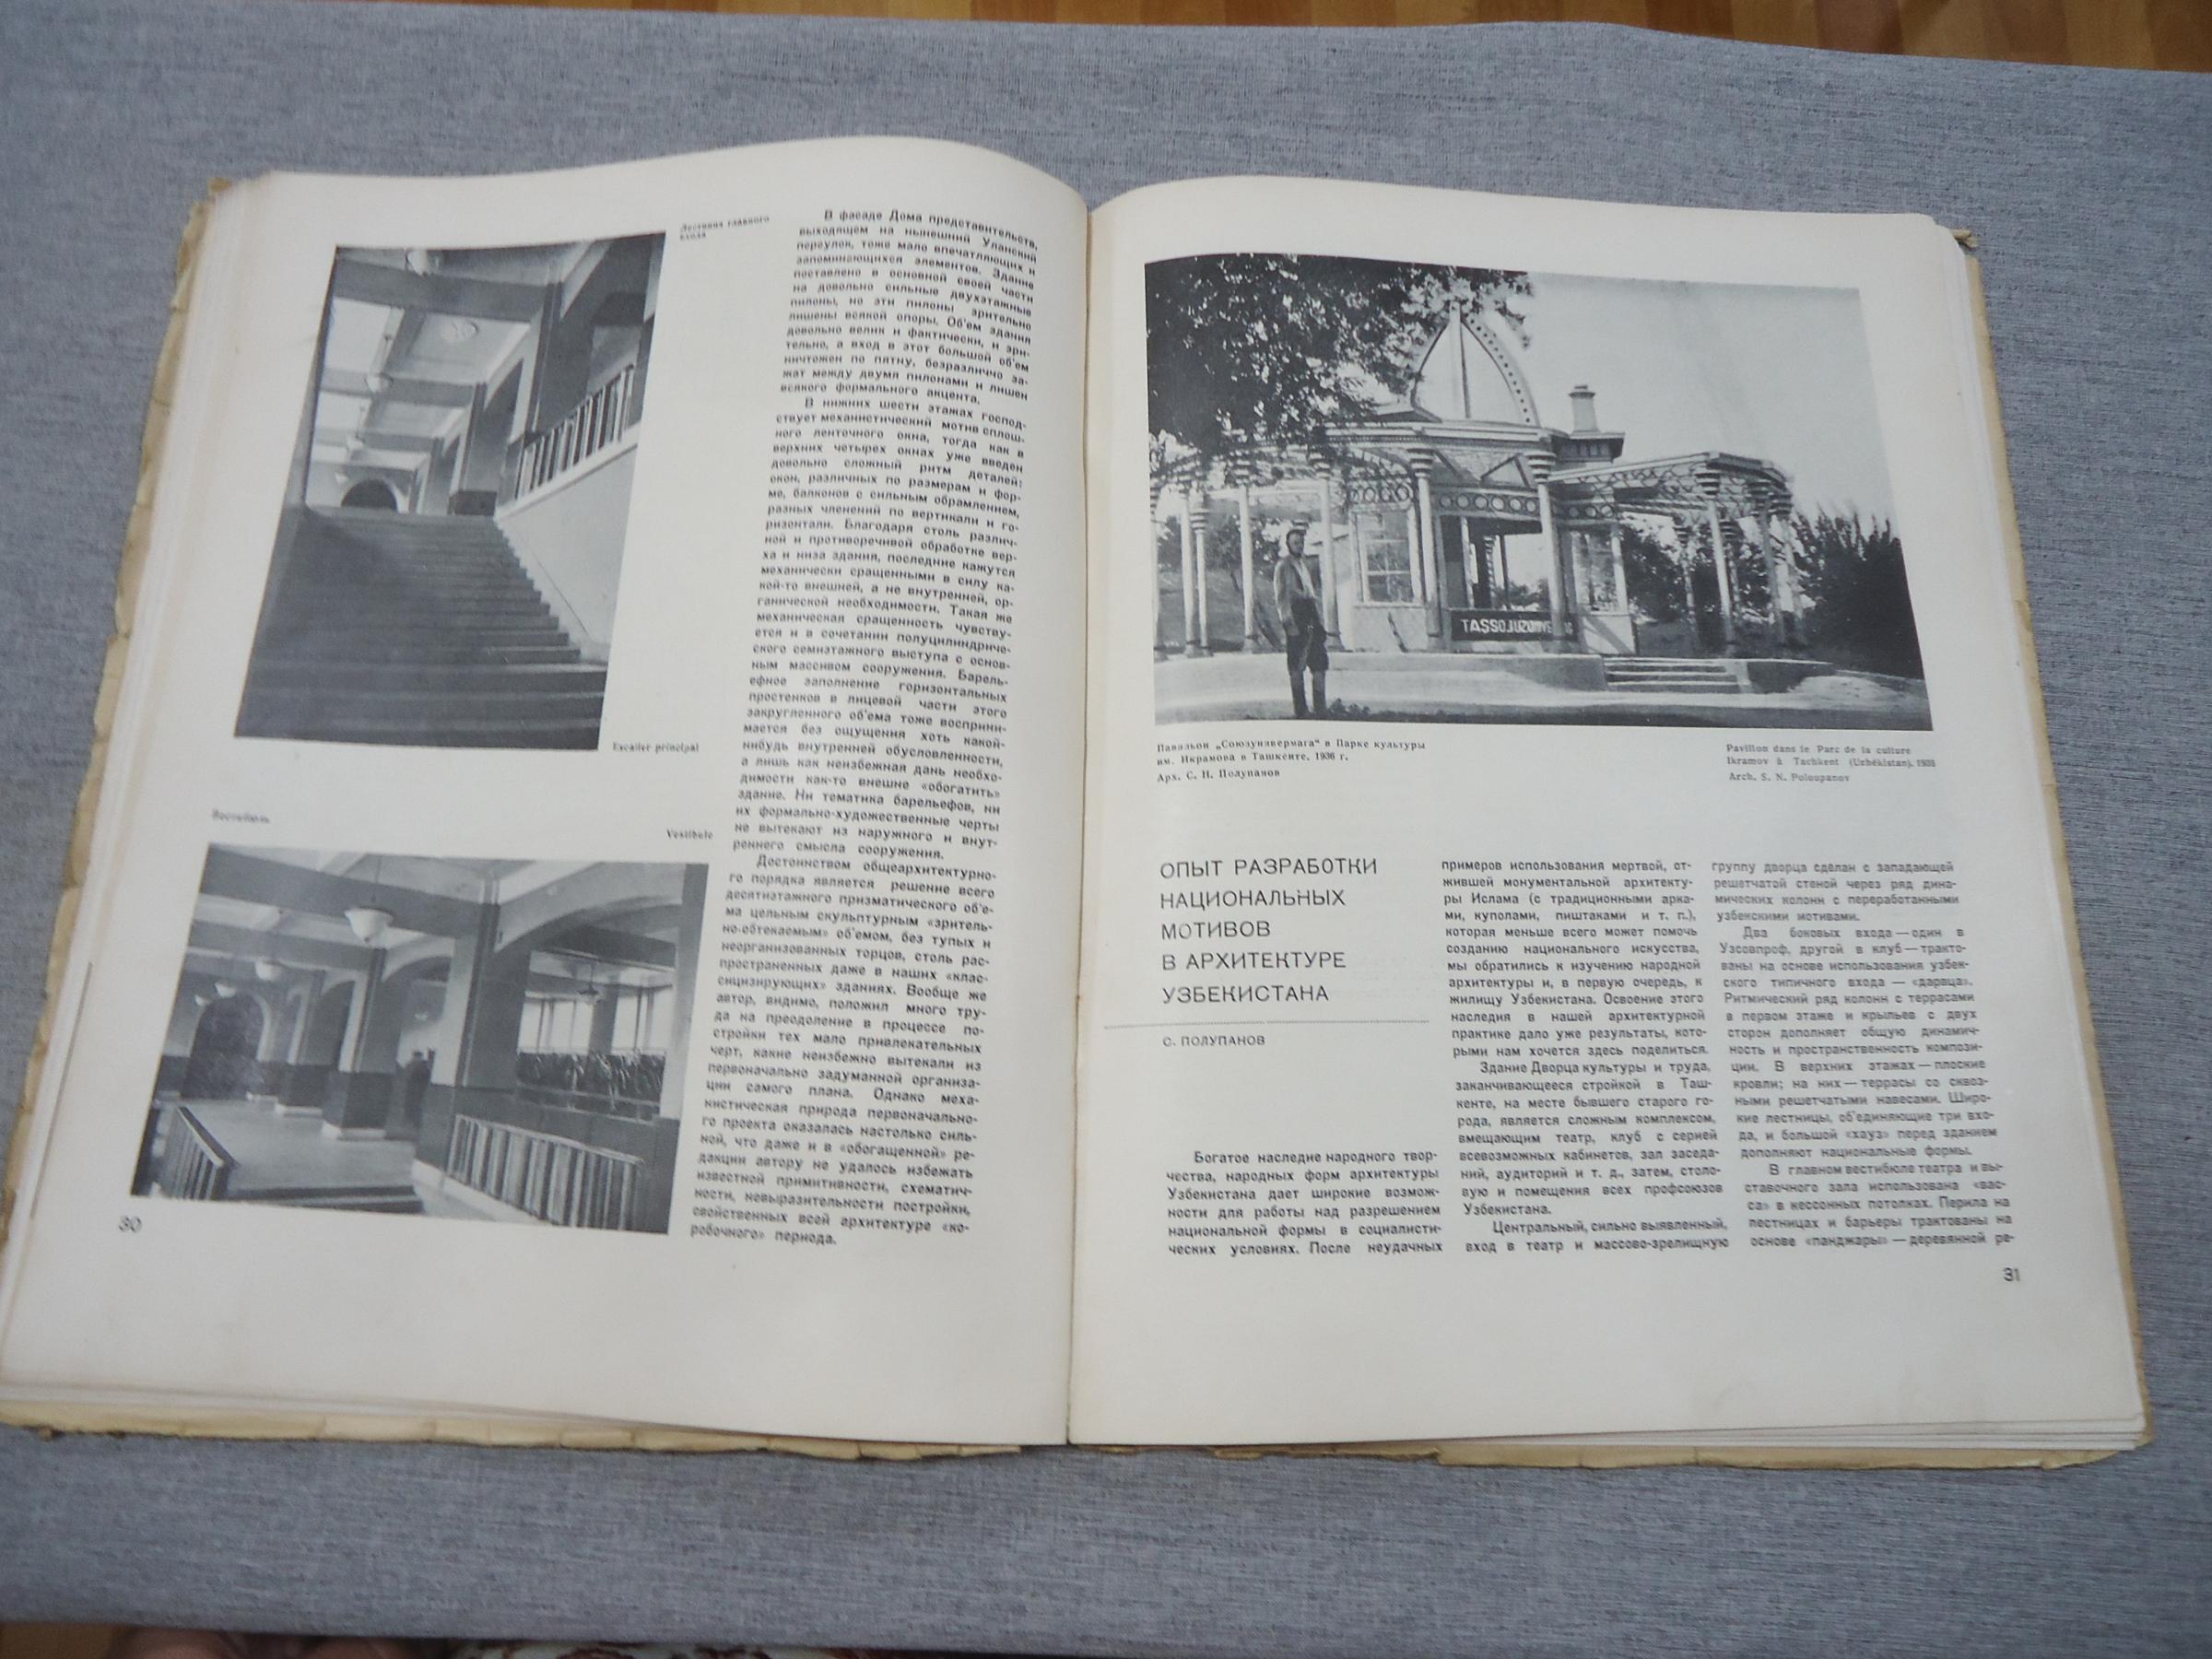 Лестница главного
входа
Escalier principal
Вестибюль
Vestibule
В фасаде Дома представительств,
выходящем на нынешний Уланский
переулок, тоже мало впечатляющих и
запоминающихся элементов. Здание
поставлено в основной своей части
на довольно сильные двухэтажные
пилоны, но эти пилоны зрительно
лишены всякой опоры. Об'ем здания
довольно велик и фактически, и зри-
тельно, а вход в этот большой об'ем
ничтожен по пятну, безразлично за-
жат между двумя пилонами и лишен
всякого формального акцента.
В нижних шести этажах господ-
ствует механистический мотив сплош-
ного ленточного окна, тогда как в
верхних четырех окнах уже введен
довольно сложный ритм деталей:
окон, различных по размерам и фор-
ме, балконов с сильным обрамлением,
разных членений по вертикали и го-
ризонтали. Благодаря столь различ-
ной и противоречивой обработке вер-
ха и низа здания, последние кажутся
механически сращенными в силу ка-
кой-то внешней, а не внутренней, ор-
ганической необходимости. Такая же
механическая сращенность чувству-
ется и в сочетании полуцилиндриче-
ского семиэтажного выступа с основ-
ным массивом сооружения. Барель-
ефное заполнение горизонтальных
простенков в лицевой части этого
закругленного об'ема тоже восприни-
мается без ощущения хоть какой-
нибудь внутренней обусловленности,
а лишь как неизбежная дань необхо-
димости как-то внешне «обогатить»
здание. Ни тематика барельефов, ни
их формально-художественные черты
не вытекают из наружного и внут-
реннего смысла сооружения.
Достоинством общеархитектурно-
го порядка является решение всего
десятиэтажного призматического об'е-
ма цельным скульптурным «зритель-
но-обтекаемым» об'емом, без тупых и
неорганизованных торцов, столь рас-
пространенных даже в наших «клас-
сицизирующих» зданиях. Вообще же
автор, видимо, положил много тру-
да на преодоление в процессе по-
стройки тех мало привлекательных
черт, какие неизбежно вытекали из
первоначально задуманной организа-
ции самого плана. Однако меха-
нистическая природа первоначально-
го проекта оказалась настолько силь-
ной, что даже и в «обогащенной» ре-
дакции автору не удалось избежать
известной примитивности, схематич-
ности, невыразительности постройки,
свойственных всей архитектуре «ко-
робочного» периода.
30
TASSOJUZUNIVERMAG
Павильон „Союзунивермага“ в Парке культуры
им. Икрамова в Ташкенте. 1936 г.
Арх. С. Н. Полупанов
Pavillon dans le Parc de la culture
Ikramov à Tachkent (Uzbékistan). 1936
Arch. S. N. Poloupanov
ОПЫТ РАЗРАБОТКИ
НАЦИОНАЛЬНЫХ
МОТИВОВ
В АРХИТЕКТУРЕ
УЗБЕКИСТАНА
С. ПОЛУПАНОВ
Богатое наследие народного твор-
чества, народных форм архитектуры
Узбекистана дает широкие возмож-
ности для работы над разрешением
национальной формы в социалисти-
ческих условиях. После неудачных
примеров использования мертвой, от-
жившей монументальной архитекту-
ры Ислама (с традиционными арка-
ми, куполами, пиштаками и т. п.),
которая меньше всего может помочь
созданию национального искусства,
мы обратились к изучению народной
архитектуры и, в первую очередь, к
жилищу Узбекистана. Освоение этого
наследия в нашей архитектурной
практике дало уже результаты, кото-
рыми нам хочется здесь поделиться.
Здание Дворца культуры и труда,
заканчивающееся стройкой в Таш-
кенте, на месте бывшего старого го-
рода, является сложным комплексом,
вмещающим театр, клуб с серией
всевозможных кабинетов, зал заседа-
ний, аудиторий и т. д., затем, столо-
вую и помещения всех профсоюзов
Узбекистана.
Центральный, сильно выявленный,
вход в театр и массово-зрелищную
группу дворца сделан с западающей
решетчатой стеной через ряд дина-
мических колонн с переработанными
узбекскими мотивами.
Два боковых входа — один в
Узсовпроф, другой в клуб — тракто-
ваны на основе использования узбек-
ского типичного входа — «дарвца».
Ритмический ряд колонн с террасами
в первом этаже и крыльев с двух
сторон дополняет общую динамич-
ность и пространственность компози-
ции. В верхних этажах — плоские
кровли; на них — террасы со сквоз-
ными решетчатыми навесами. Широ-
кие лестницы, об'единяющие три вхо-
да, и большой «хауз» перед зданием
дополняют национальные формы.
В главном вестибюле театра и вы-
ставочного зала использована «вас-
са» в кессонных потолках. Перила на
лестницах и барьеры трактованы на
основе «панджары» — деревянной ре-
31